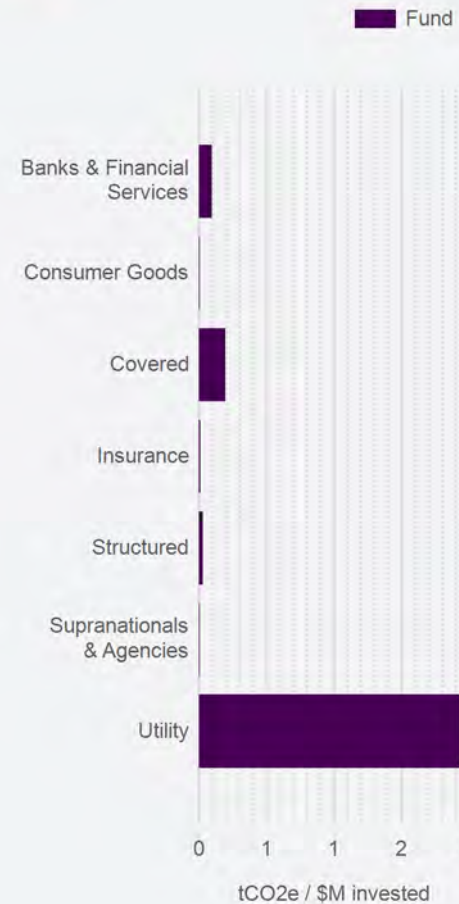 Fund
Banks & Financial
Services
Consumer Goods
Covered
Insurance
Structured
Supranationals
& Agencies
Utility
0 1 1 2
tCO2e / $M invested